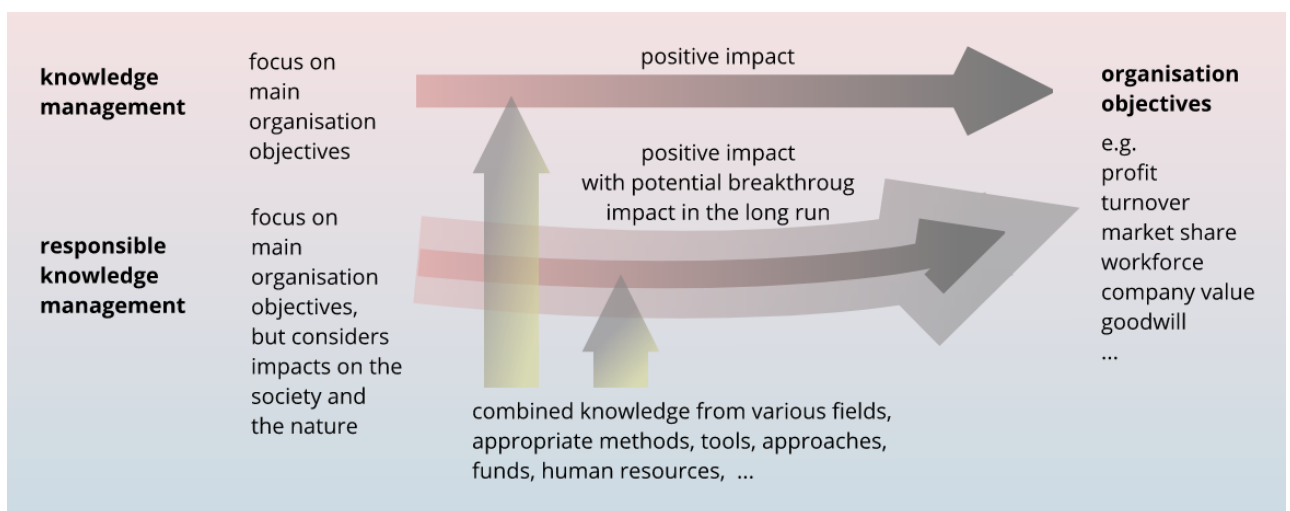 knowledge
management
focus on
main
organisation
objectives
positive impact
organisation
objectives
e.g.
profit
turnover
market share
workforce
company value
goodwill
...
positive impact
with potential breakthroug
impact in the long run
responsible
knowledge
management
focus on
main
organisation
objectives,
but considers
impacts on the
society and
the nature
combined knowledge from various fields,
appropriate methods, tools, approaches,
funds, human resources,  ...